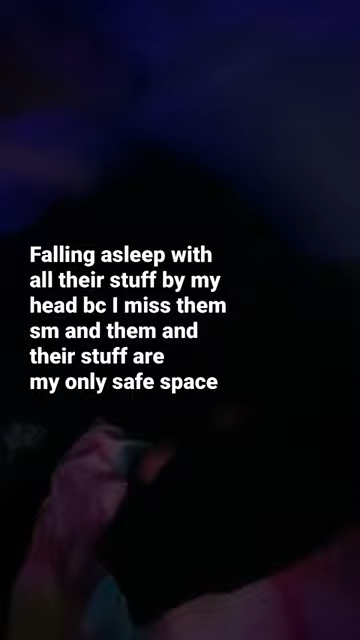 Falling asleep with
all their stuff by my
head bc I miss them
sm and them and
their stuff are
my only safe space